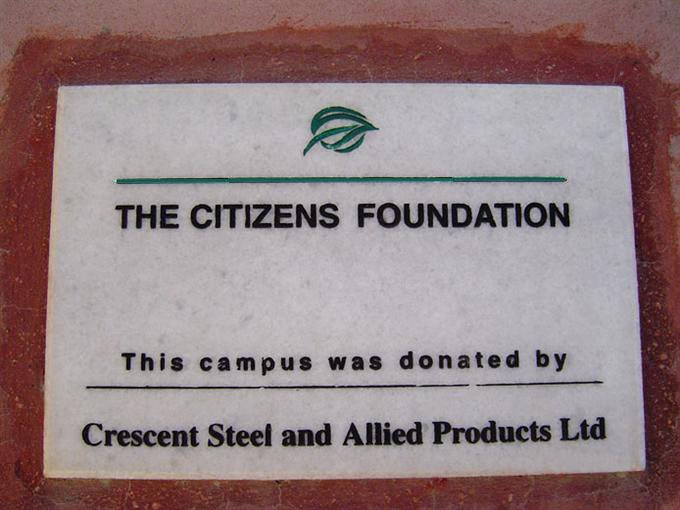 THE CITIZENS FOUNDATION
This campus was donated by
Crescent Steel and Allied Products Ltd